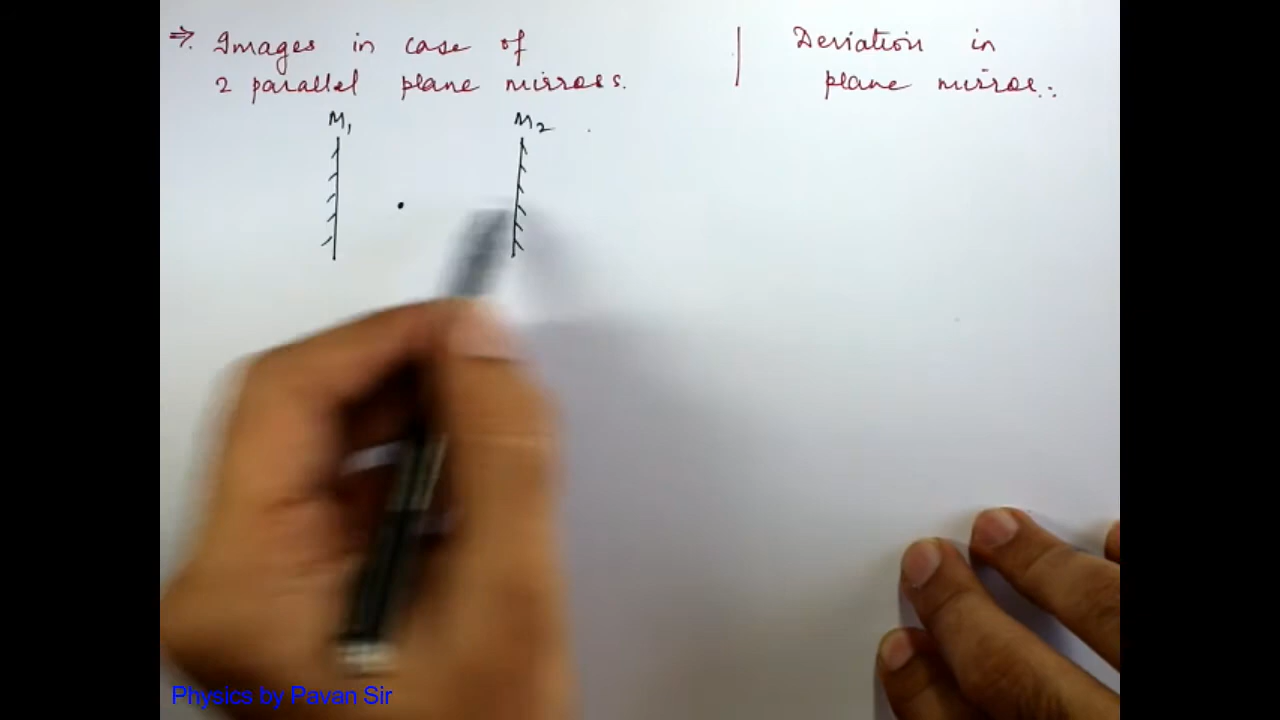 ⇒. Images in case of
2 parallel plane mirrors.
| Deviation in
plane mirror.:
M₁
M₂
Physics by Pavan Sir